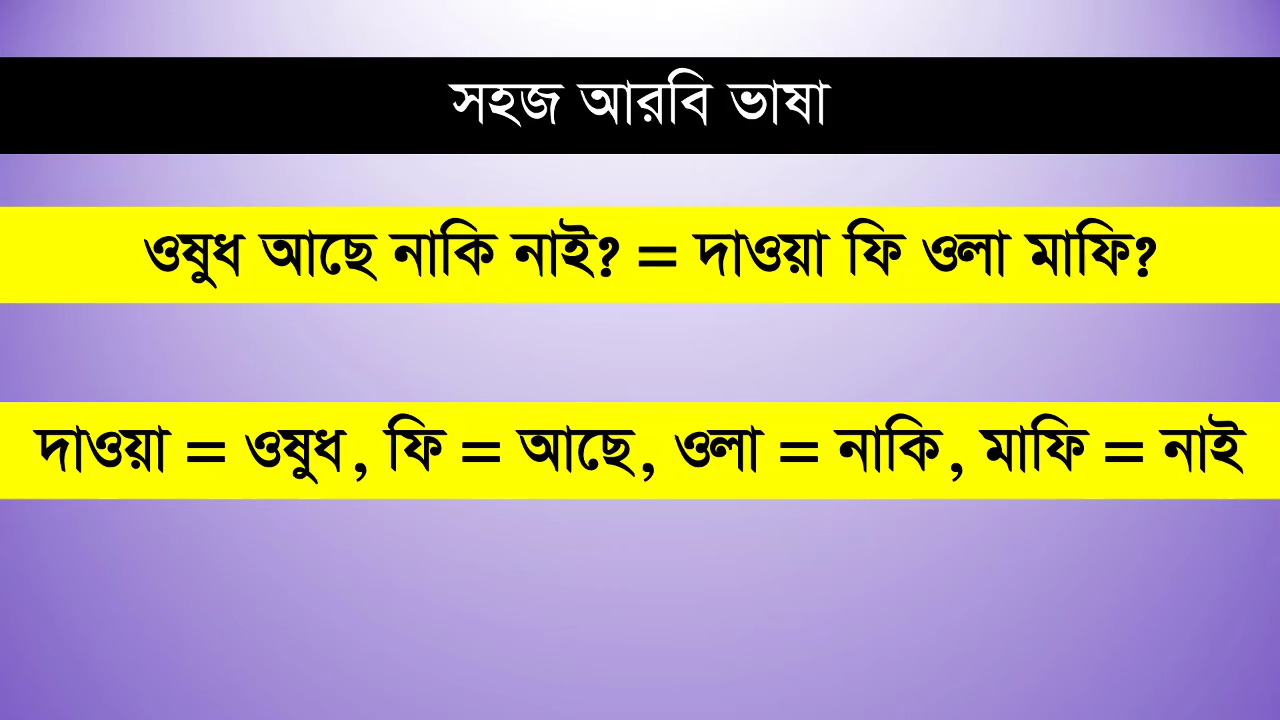 সহজ আরবি ভাষা
ওষুধ আছে নাকি নাই? = দাওয়া ফি ওলা মাফি?
দাওয়া = ওষুধ, ফি = আছে, ওলা = নাকি, মাফি = নাই